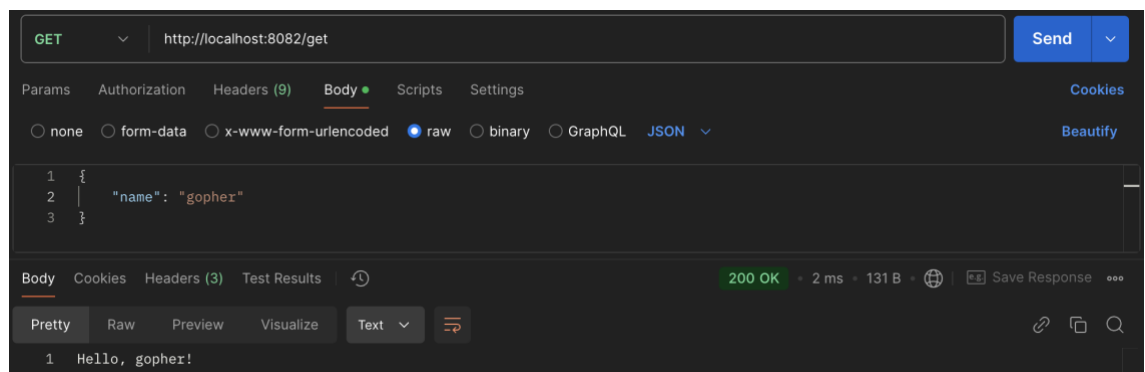 GET http://localhost:8082/get Send
Params Authorization Headers (9) Body Scripts Settings Cookies
none form-data x-www-form-urlencoded raw binary GraphQL JSON Beautify
1 {
2 "name": "gopher"
3 }
Body Cookies Headers (3) Test Results 200 OK • 2 ms • 131 B • e.g. Save Response
Pretty Raw Preview Visualize Text
1 Hello, gopher!